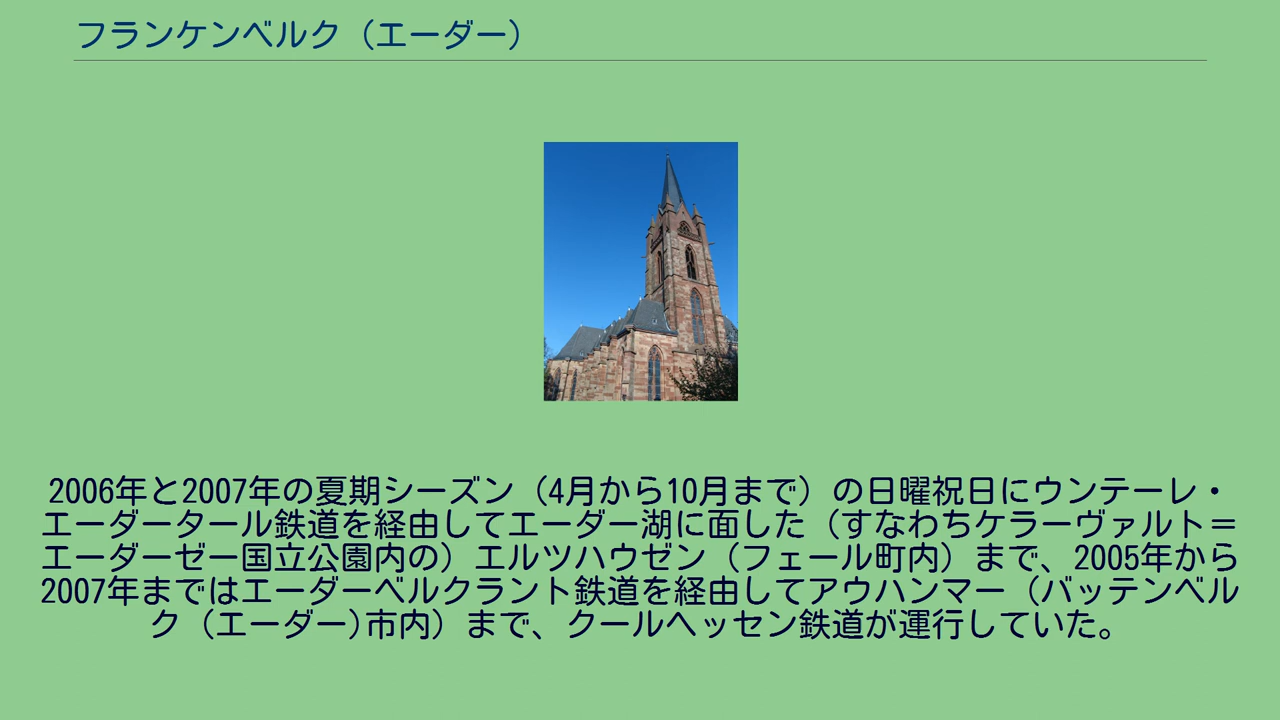 フランケンベルク（エーダー）
2006年と2007年の夏期シーズン（4月から10月まで）の日曜祝日にウンテーレ・
エーダータール鉄道を経由してエーダー湖に面した（すなわちケラーヴァルト＝
エーダーゼー国立公園内の）エルツハウゼン（フェール町内）まで、2005年から
2007年まではエーダーベルクラント鉄道を経由してアウハンマー（バッテンベル
ク（エーダー)市内）まで、クールヘッセン鉄道が運行していた。